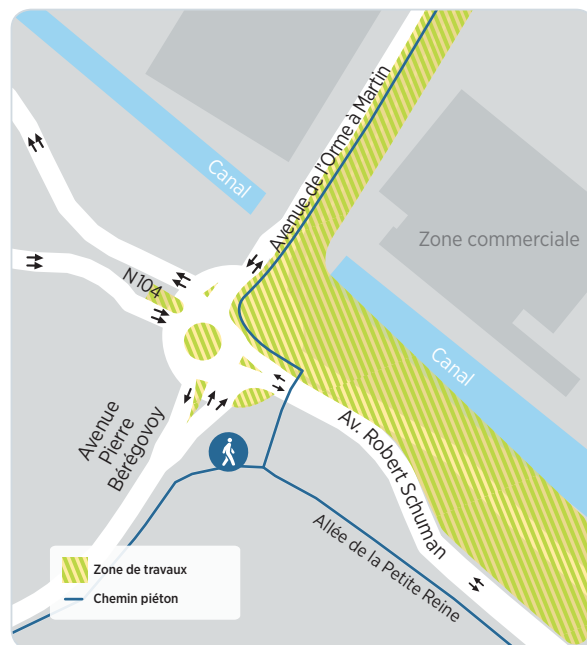 Canal
Avenue de l'Orme à Martin
Zone commerciale
N104
Canal
Avenue
Pierre
Bérégovoy
Av. Robert Schuman
Allée de la Petite Reine
Zone de travaux
Chemin piéton